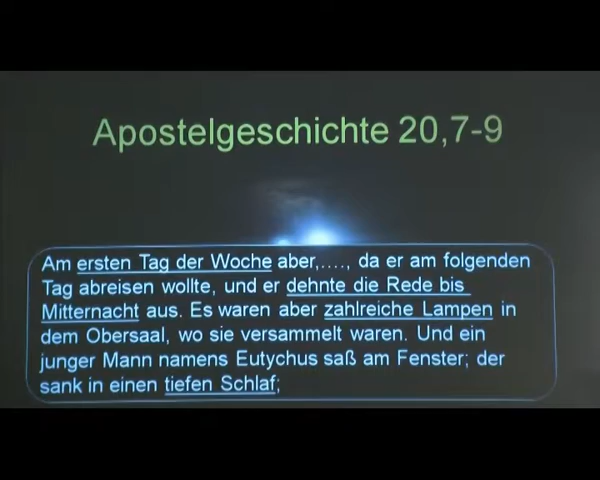 Apostelgeschichte 20,7-9
Am ersten Tag der Woche aber,...., da er am folgenden
Tag abreisen wollte, und er dehnte die Rede bis
Mitternacht aus. Es waren aber zahlreiche Lampen in
dem Obersaal, wo sie versammelt waren. Und ein
junger Mann namens Eutychus saß am Fenster; der
sank in einen tiefen Schlaf;